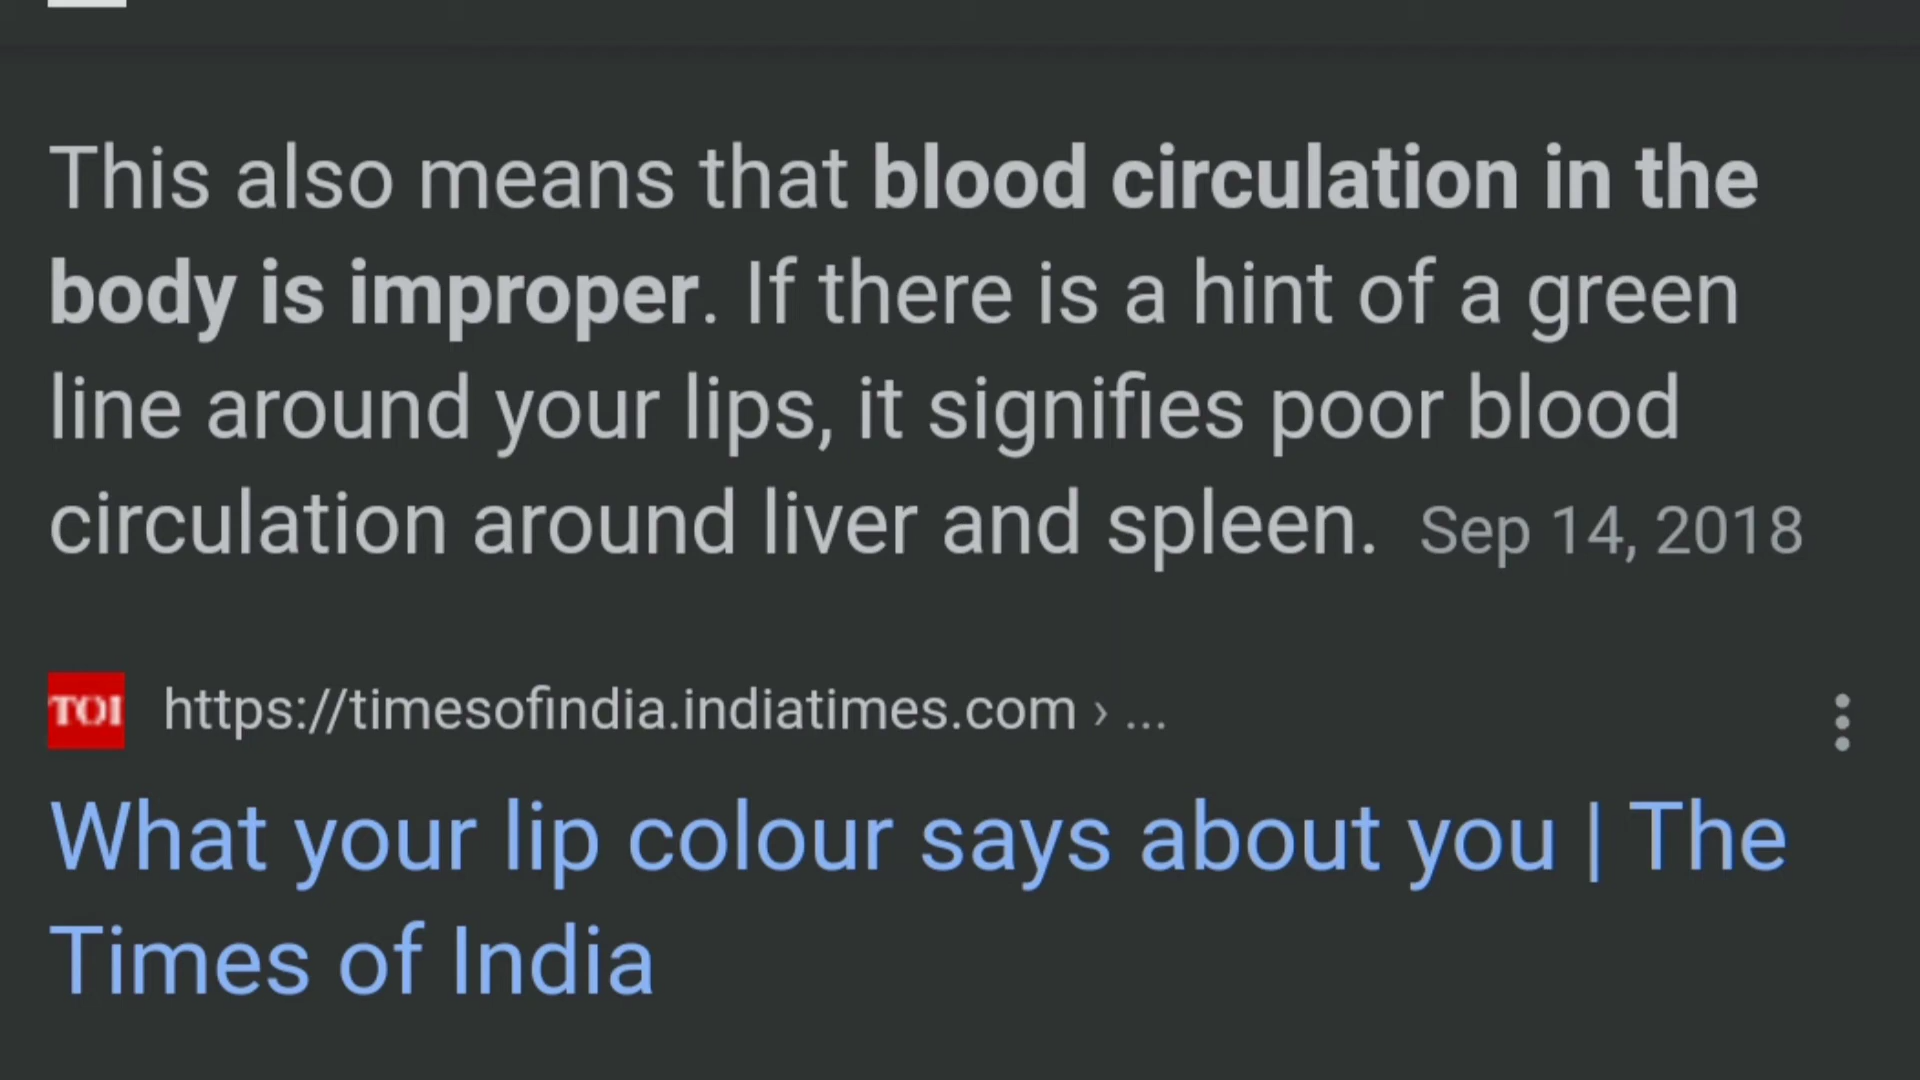 This also means that blood circulation in the
body is improper. If there is a hint of a green
line around your lips, it signifies poor blood
circulation around liver and spleen. Sep 14, 2018
TOI https://timesofindia.indiatimes.com › ...
What your lip colour says about you | The
Times of India